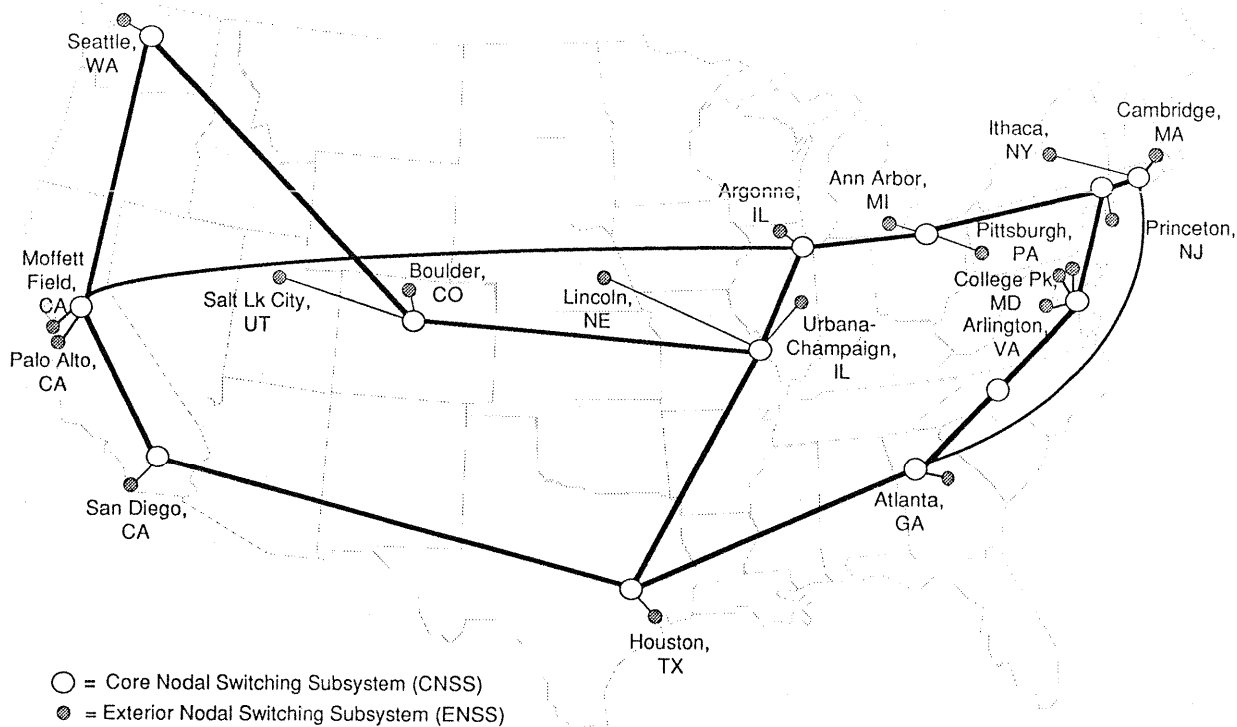 Seattle,
WA
Cambridge,
MA
Ithaca,
NY
Ann Arbor,
MI
Argonne,
IL
Pittsburgh,
PA
Princeton,
NJ
Moffett
Field,
CA
Salt Lk City,
UT
Boulder,
CO
Lincoln,
NE
College Pk,
MD
Arlington,
VA
Urbana-
Champaign,
IL
Palo Alto,
CA
San Diego,
CA
Atlanta,
GA
Houston,
TX
= Core Nodal Switching Subsystem (CNSS)
= Exterior Nodal Switching Subsystem (ENSS)